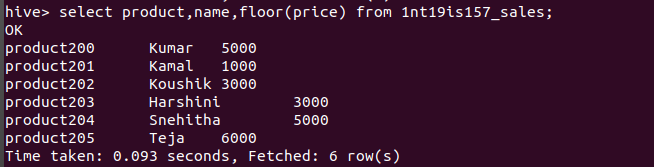 hive> select product,name,floor(price) from 1nt19is157_sales;
OK
product200	Kumar	5000
product201	Kamal	1000
product202	Koushik	3000
product203	Harshini	3000
product204	Snehitha	5000
product205	Teja	6000
Time taken: 0.093 seconds, Fetched: 6 row(s)